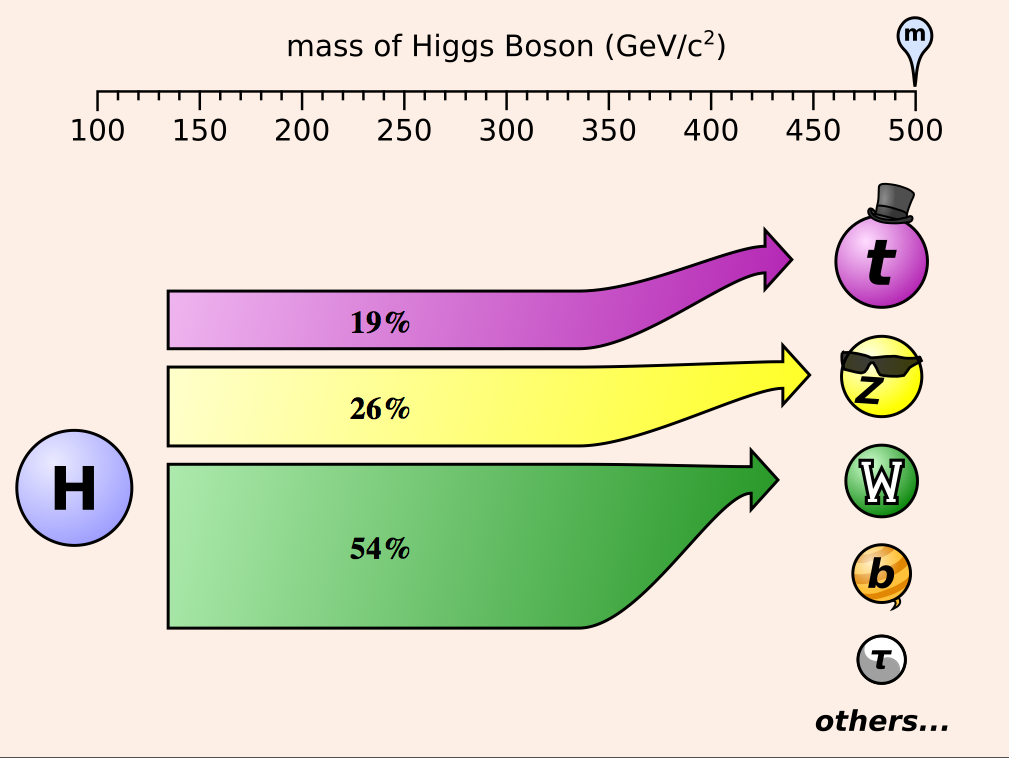 mass of Higgs Boson (GeV/c²)
m
100 150 200 250 300 350 400 450 500
t
19%
z
26%
H
W
54%
b
τ
others...